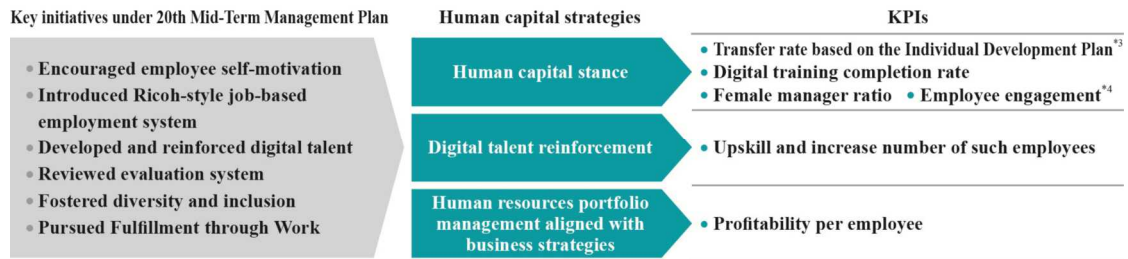 Key initiatives under 20th Mid-Term Management Plan
• Encouraged employee self-motivation
• Introduced Ricoh-style job-based
employment system
• Developed and reinforced digital talent
• Reviewed evaluation system
• Fostered diversity and inclusion
• Pursued Fulfillment through Work
Human capital strategies
Human capital stance
Digital talent reinforcement
Human resources portfolio
management aligned with
business strategies
KPIs
• Transfer rate based on the Individual Development Plan*3
• Digital training completion rate
• Female manager ratio • Employee engagement*4
• Upskill and increase number of such employees
• Profitability per employee